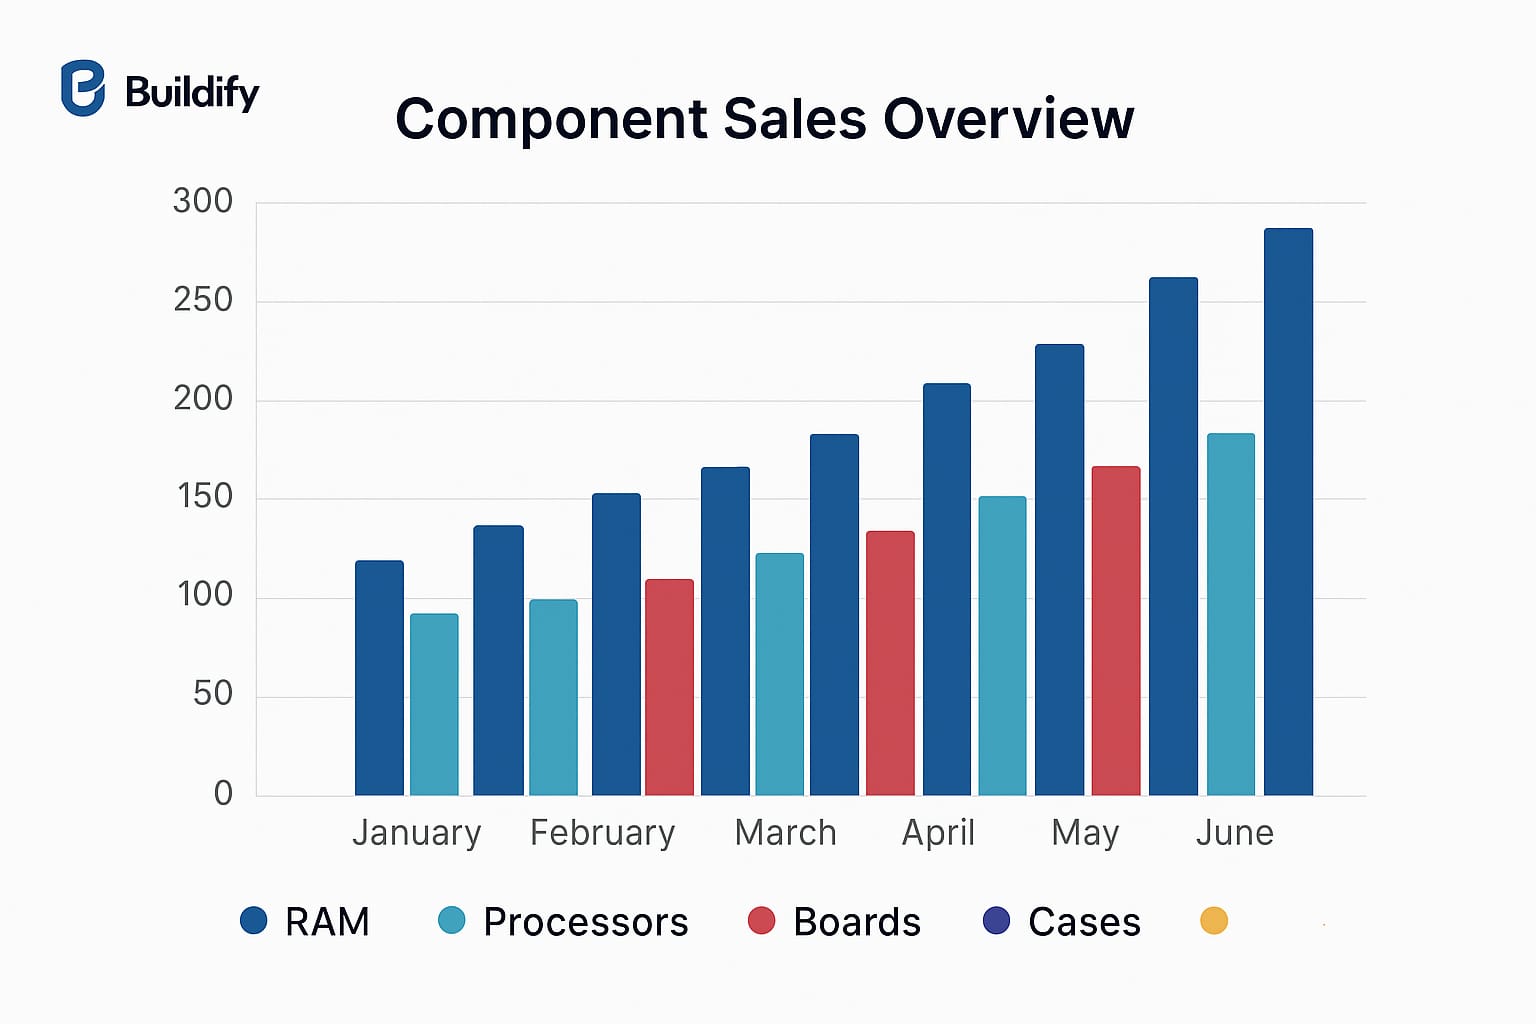 Buildify
Component Sales Overview
300
250
200
150
100
50
0
January February March April May June
RAM Processors Boards Cases